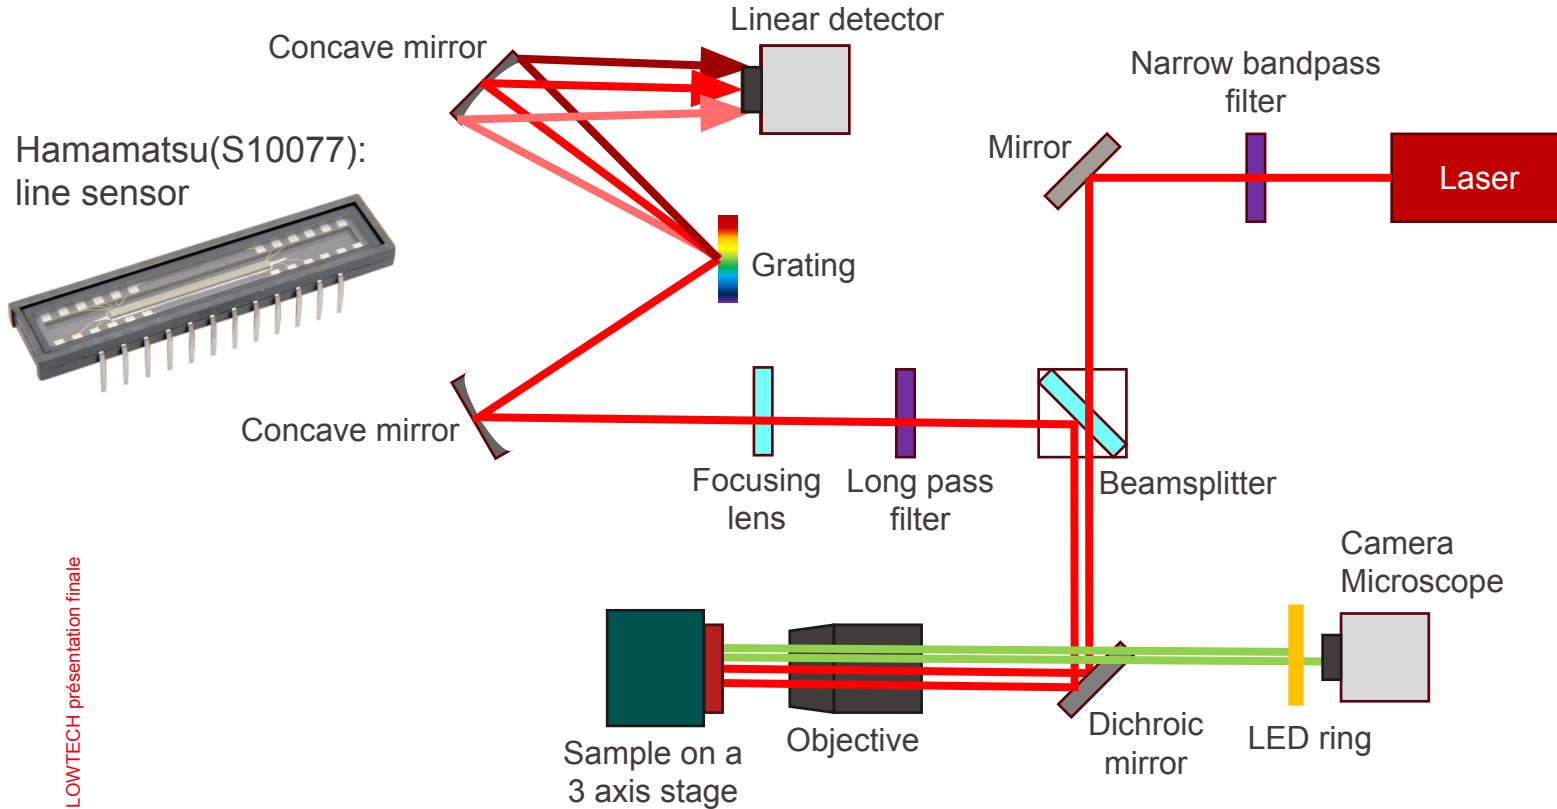 Linear detector
Concave mirror
Narrow bandpass
filter
Hamamatsu(S10077):
line sensor
Mirror
Laser
Grating
Concave mirror
Focusing
lens
Long pass
filter
Beamsplitter
Camera
Microscope
LOWTECH présentation finale
Sample on a
3 axis stage
Objective
Dichroic
mirror
LED ring